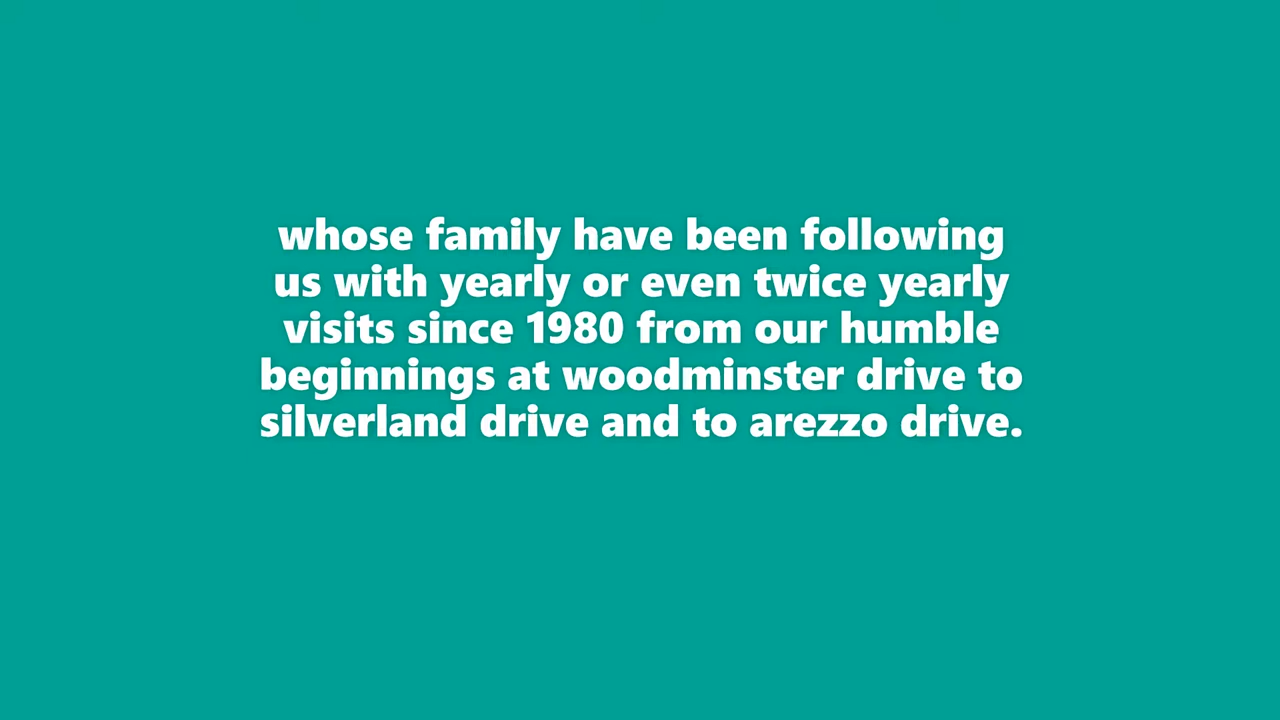 whose family have been following
us with yearly or even twice yearly
visits since 1980 from our humble
beginnings at woodminster drive to
silverland drive and to arezzo drive.